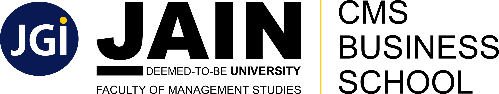 JGi
JAIN
DEEMED-TO-BE UNIVERSITY
FACULTY OF MANAGEMENT STUDIES
CMS
BUSINESS
SCHOOL